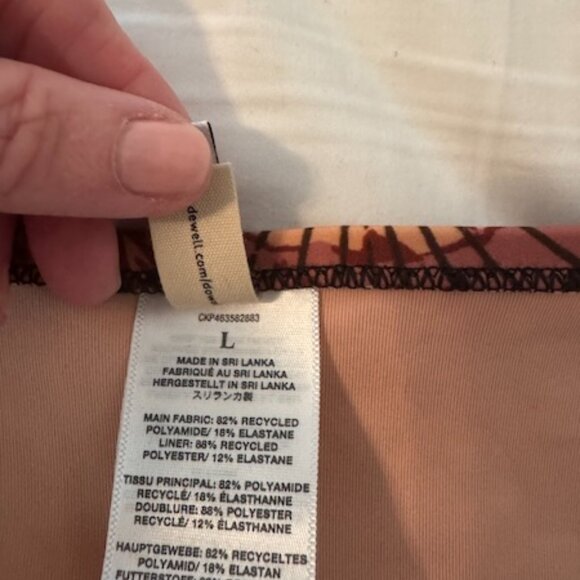 dewell.com/dow
CKP463582883
L
MADE IN SRI LANKA
FABRIQUÉ AU SRI LANKA
HERGESTELLT IN SRI LANKA
スリランカ製
MAIN FABRIC: 82% RECYCLED
POLYAMIDE/ 18% ELASTANE
LINER: 88% RECYCLED
POLYESTER/ 12% ELASTANE
TISSU PRINCIPAL: 82% POLYAMIDE
RECYCLÉ/ 18% ÉLASTHANNE
DOUBLURE: 88% POLYESTER
RECYCLÉ/ 12% ÉLASTHANNE
HAUPTGEWEBE: 82% RECYCELTES
POLYAMID/ 18% ELASTAN
FUTTERSTOFF: